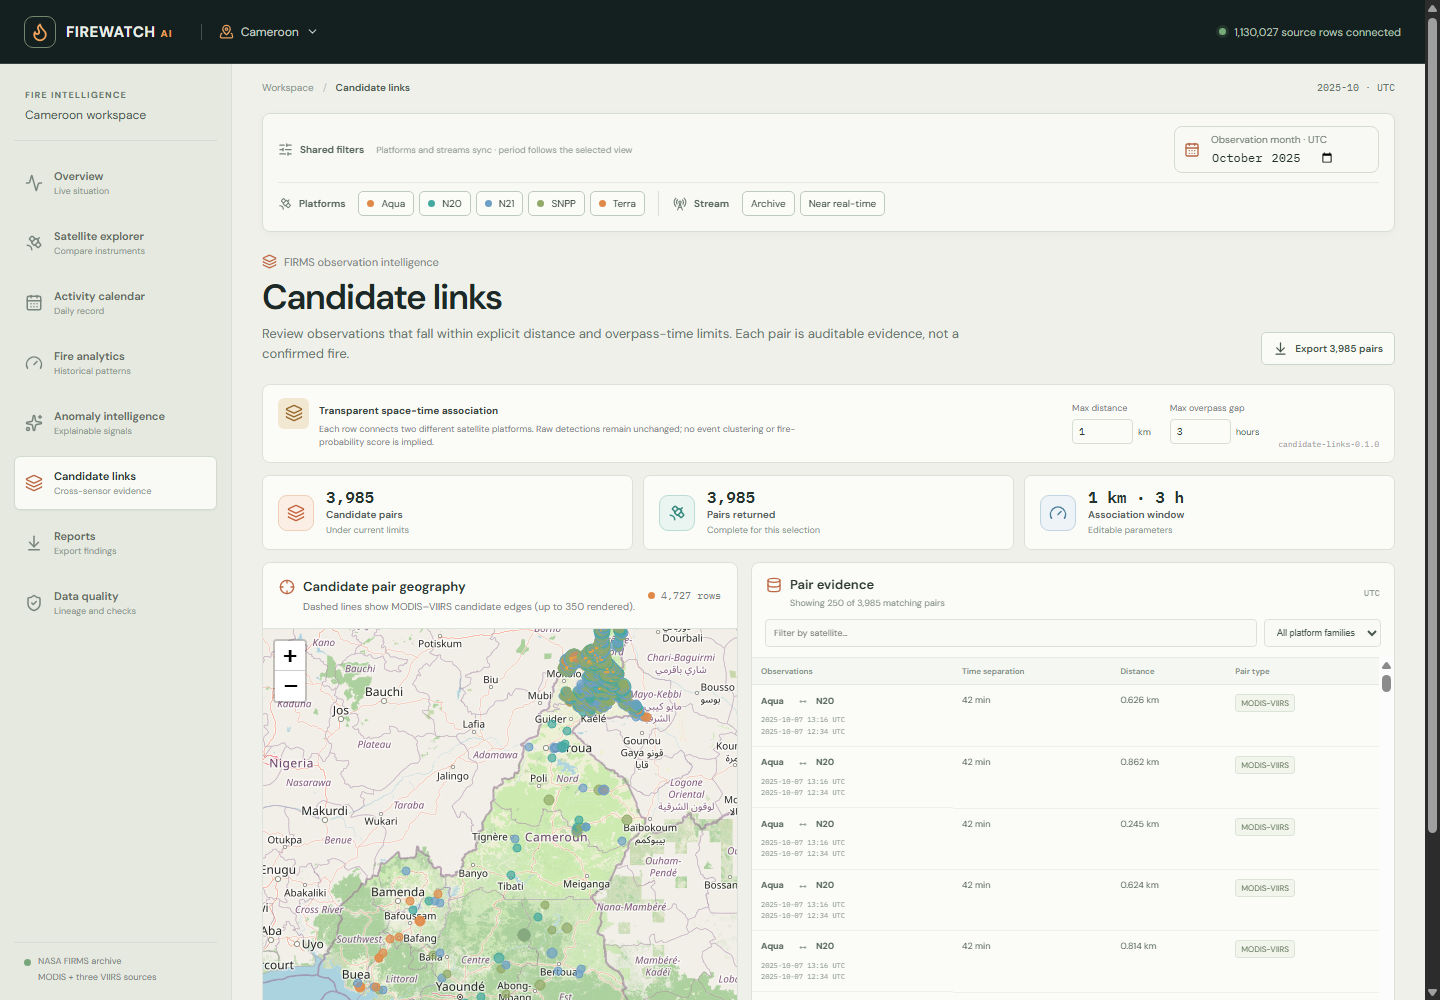 FIREWATCH AI
Cameroon
1,130,027 source rows connected
FIRE INTELLIGENCE
Cameroon workspace
Overview
Live situation
Satellite explorer
Compare instruments
Activity calendar
Daily record
Fire analytics
Historical patterns
Anomaly intelligence
Explainable signals
Candidate links
Cross-sensor evidence
Reports
Export findings
Data quality
Lineage and checks
NASA FIRMS archive
MODIS + three VIIRS sources
Workspace / Candidate links
2025-10 · UTC
Shared filters
Platforms and streams sync · period follows the selected view
Observation month · UTC
October 2025
Platforms
Aqua
N20
N21
SNPP
Terra
Stream
Archive
Near real-time
FIRMS observation intelligence
Candidate links
Review observations that fall within explicit distance and overpass-time limits. Each pair is auditable evidence, not a
confirmed fire.
Export 3,985 pairs
Transparent space-time association
Each row connects two different satellite platforms. Raw detections remain unchanged; no event clustering or fire-
probability score is implied.
Max distance
1 km
Max overpass gap
3 hours
candidate-links-0.1.0
3,985
Candidate pairs
Under current limits
3,985
Pairs returned
Complete for this selection
1 km · 3 h
Association window
Editable parameters
Candidate pair geography
Dashed lines show MODIS–VIIRS candidate edges (up to 350 rendered).
4,727 rows
+
−
Kano
Potiskum
Dourbali
Bauchi
Chari-Baguirmi
شاري باقرمي
Bauchi
Biu
Mubi
Mayo-Kebbi
Bousso
بوسو
Kaduna
Jos
Lafia
Guider
Kaélé
Plateau
Adamawa
Gounou
Gaya
Nigeria
Jalingo
Poli
Nord
Logone
Oriental
Nasarawa
Taraba
Makurdi
Wukari
Otukpa
Benue
Tignère
Cameroun
Baïbokoum
بيبوكوم
Enugu
Banyo
Tibati
Meiganga
Ouham-
Pendé
Abakaliki
Bamenda
Bossan
Cross River
Bafoussam
Nana-Mambéré
Aba
Uyo
Southwest
Bafang
Bafia
Centre
Mambéré-
Kadéï
court
Buea
Littoral
Bertoua
Yaoundé
Abong-
Mbang
Est
Loba
Pair evidence
Showing 250 of 3,985 matching pairs
UTC
Filter by satellite...
All platform families
Observations Time separation Distance Pair type
Aqua ↔ N20 42 min 0.626 km MODIS–VIIRS
2025-10-07 13:16 UTC
2025-10-07 12:34 UTC
Aqua ↔ N20 42 min 0.862 km MODIS–VIIRS
2025-10-07 13:16 UTC
2025-10-07 12:34 UTC
Aqua ↔ N20 42 min 0.245 km MODIS–VIIRS
2025-10-07 13:16 UTC
2025-10-07 12:34 UTC
Aqua ↔ N20 42 min 0.624 km MODIS–VIIRS
2025-10-07 13:16 UTC
2025-10-07 12:34 UTC
Aqua ↔ N20 42 min 0.814 km MODIS–VIIRS
2025-10-07 13:16 UTC
2025-10-07 12:34 UTC